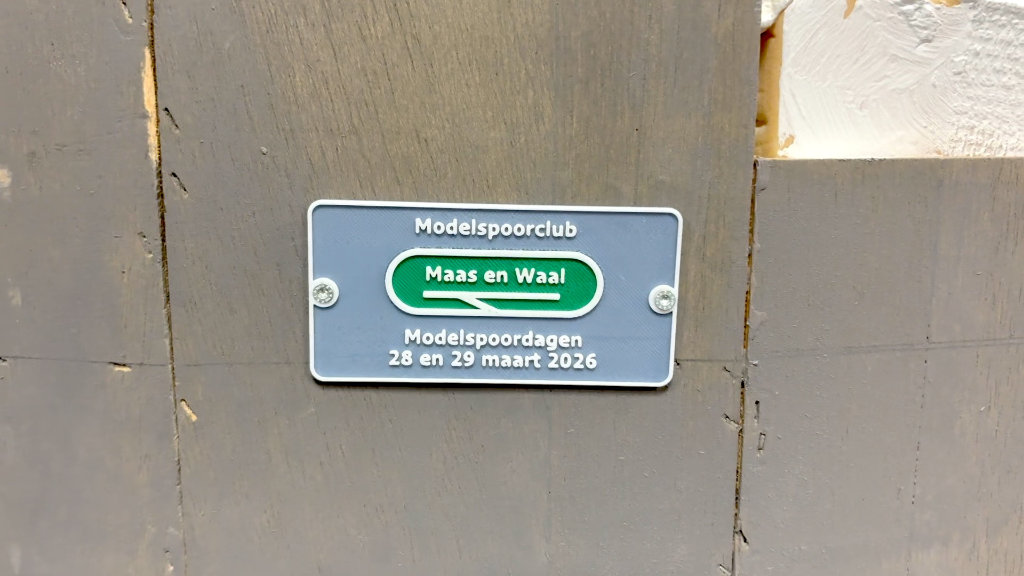 Modelspoorclub
Maas en Waal
Modelspoordagen
28 en 29 maart 2026